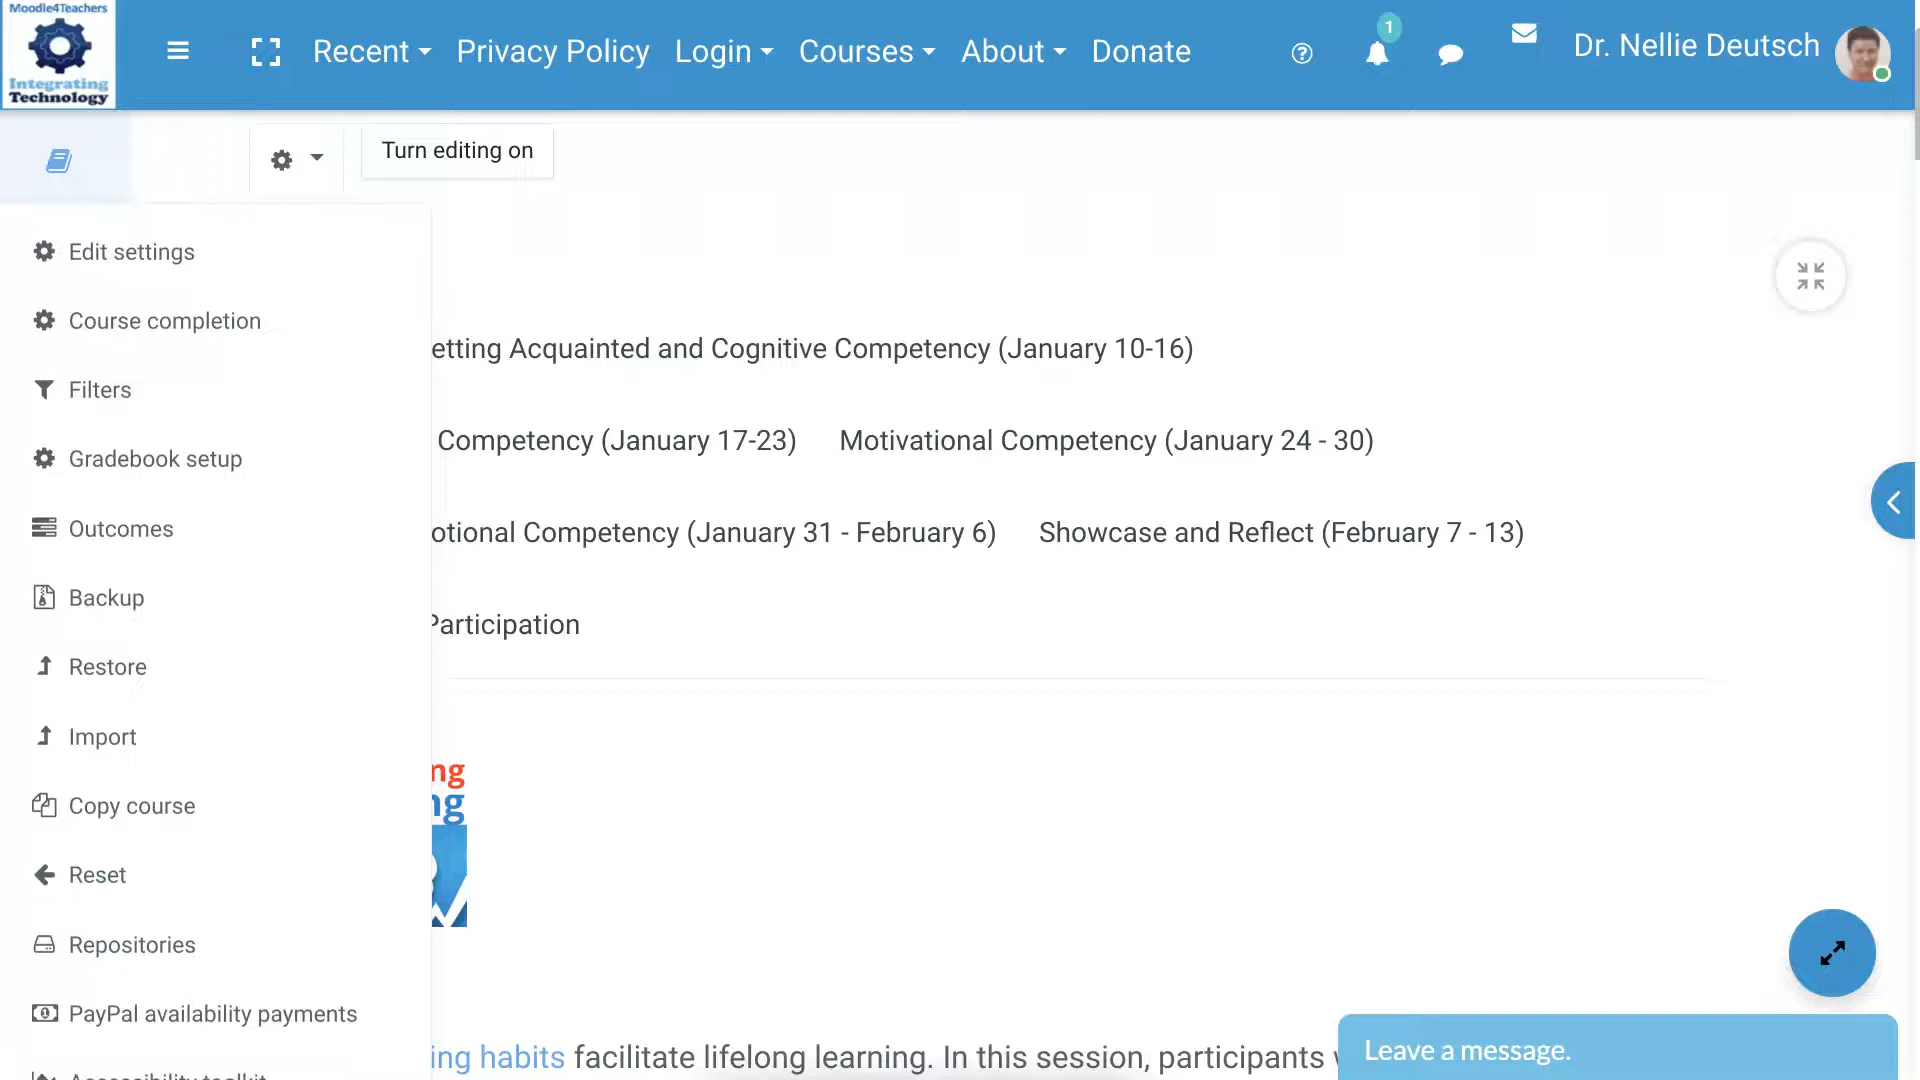 Moodle4Teachers
Integrating
Technology
Recent
Privacy Policy
Login
Courses
About
Donate
1
Dr. Nellie Deutsch
Turn editing on
Edit settings
Course completion
Filters
Gradebook setup
Outcomes
Backup
Restore
Import
Copy course
Reset
Repositories
PayPal availability payments
Accessibility toolkit
etting Acquainted and Cognitive Competency (January 10-16)
Competency (January 17-23) Motivational Competency (January 24 - 30)
otional Competency (January 31 - February 6) Showcase and Reflect (February 7 - 13)
Participation
ng
ng
ing habits facilitate lifelong learning. In this session, participants
Leave a message.